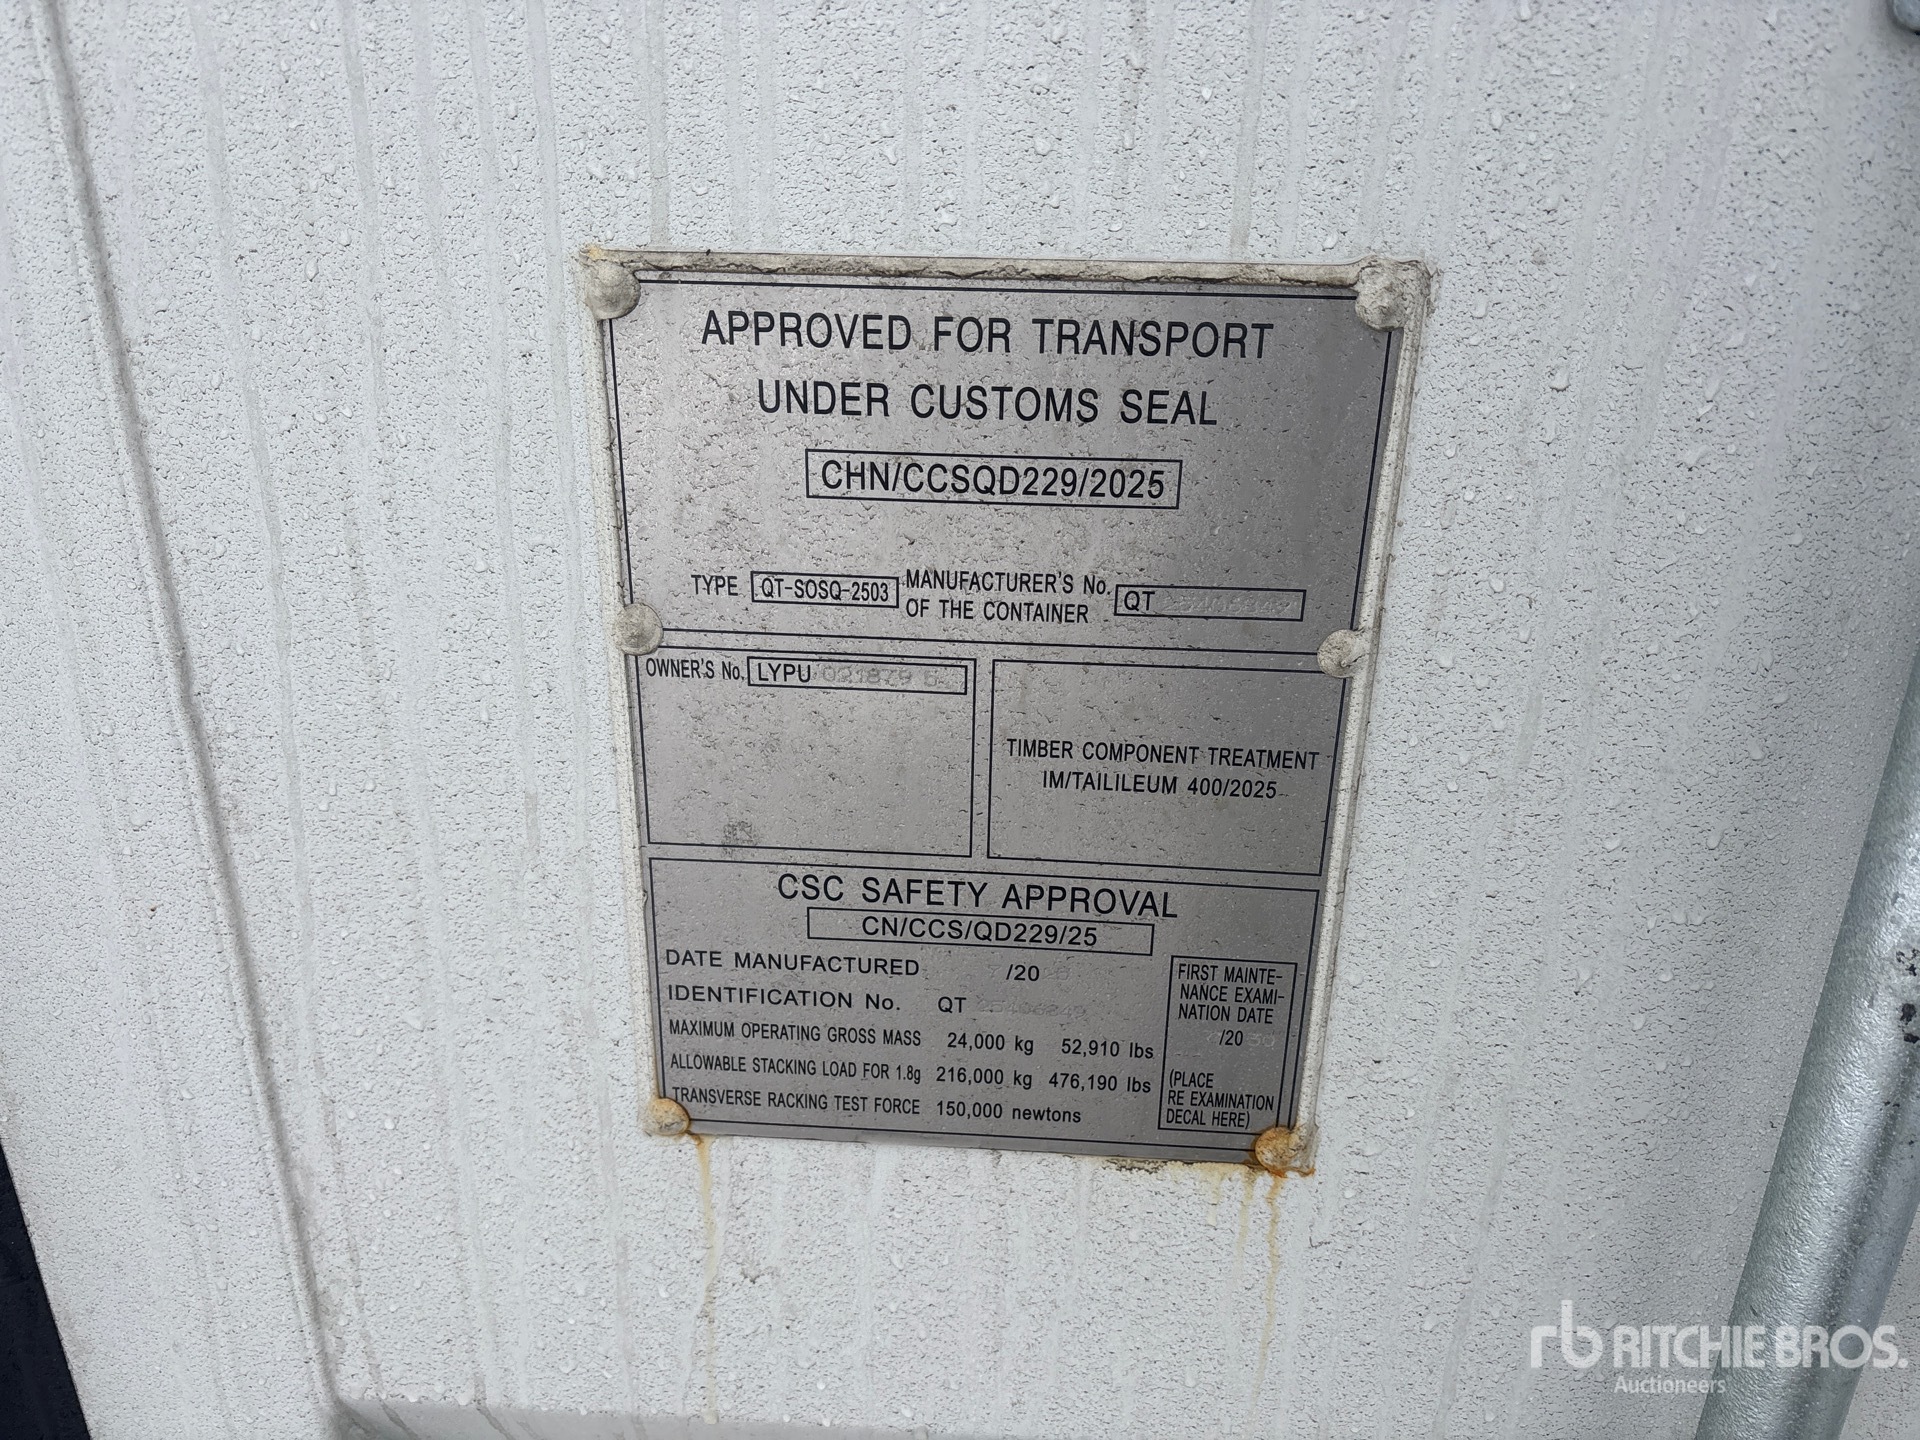 APPROVED FOR TRANSPORT
UNDER CUSTOMS SEAL
CHN/CCSQD229/2025
TYPE QT-SOSQ-2503 MANUFACTURER'S No. OF THE CONTAINER QT
OWNER'S No. LYPU 021879 5
TIMBER COMPONENT TREATMENT
IM/TAILILEUM 400/2025
CSC SAFETY APPROVAL
CN/CCS/QD229/25
DATE MANUFACTURED /20
IDENTIFICATION No. QT
MAXIMUM OPERATING GROSS MASS 24,000 kg 52,910 lbs
ALLOWABLE STACKING LOAD FOR 1.8g 216,000 kg 476,190 lbs
TRANSVERSE RACKING TEST FORCE 150,000 newtons
FIRST MAINTE-
NANCE EXAMI-
NATION DATE
/20
(PLACE
RE EXAMINATION
DECAL HERE)
rb RITCHIE BROS.
Auctioneers